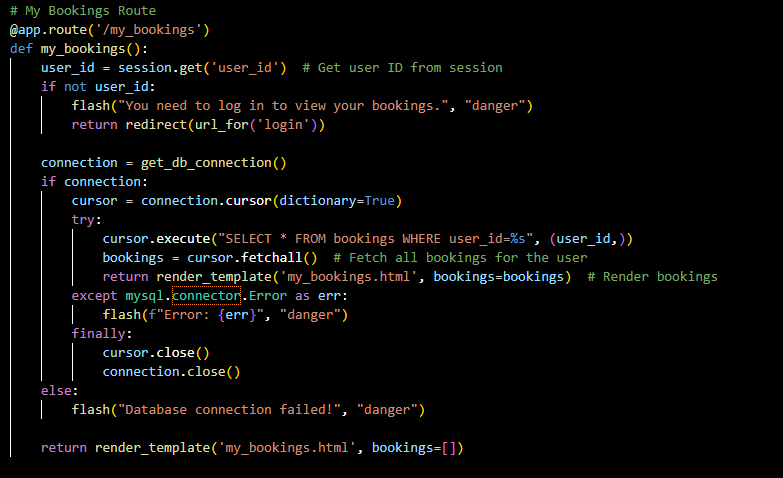 # My Bookings Route
@app.route('/my_bookings')
def my_bookings():
    user_id = session.get('user_id')  # Get user ID from session
    if not user_id:
        flash("You need to log in to view your bookings.", "danger")
        return redirect(url_for('login'))

    connection = get_db_connection()
    if connection:
        cursor = connection.cursor(dictionary=True)
        try:
            cursor.execute("SELECT * FROM bookings WHERE user_id=%s", (user_id,))
            bookings = cursor.fetchall()  # Fetch all bookings for the user
            return render_template('my_bookings.html', bookings=bookings)  # Render bookings
        except mysql.connector.Error as err:
            flash(f"Error: {err}", "danger")
        finally:
            cursor.close()
            connection.close()
    else:
        flash("Database connection failed!", "danger")

    return render_template('my_bookings.html', bookings=[])